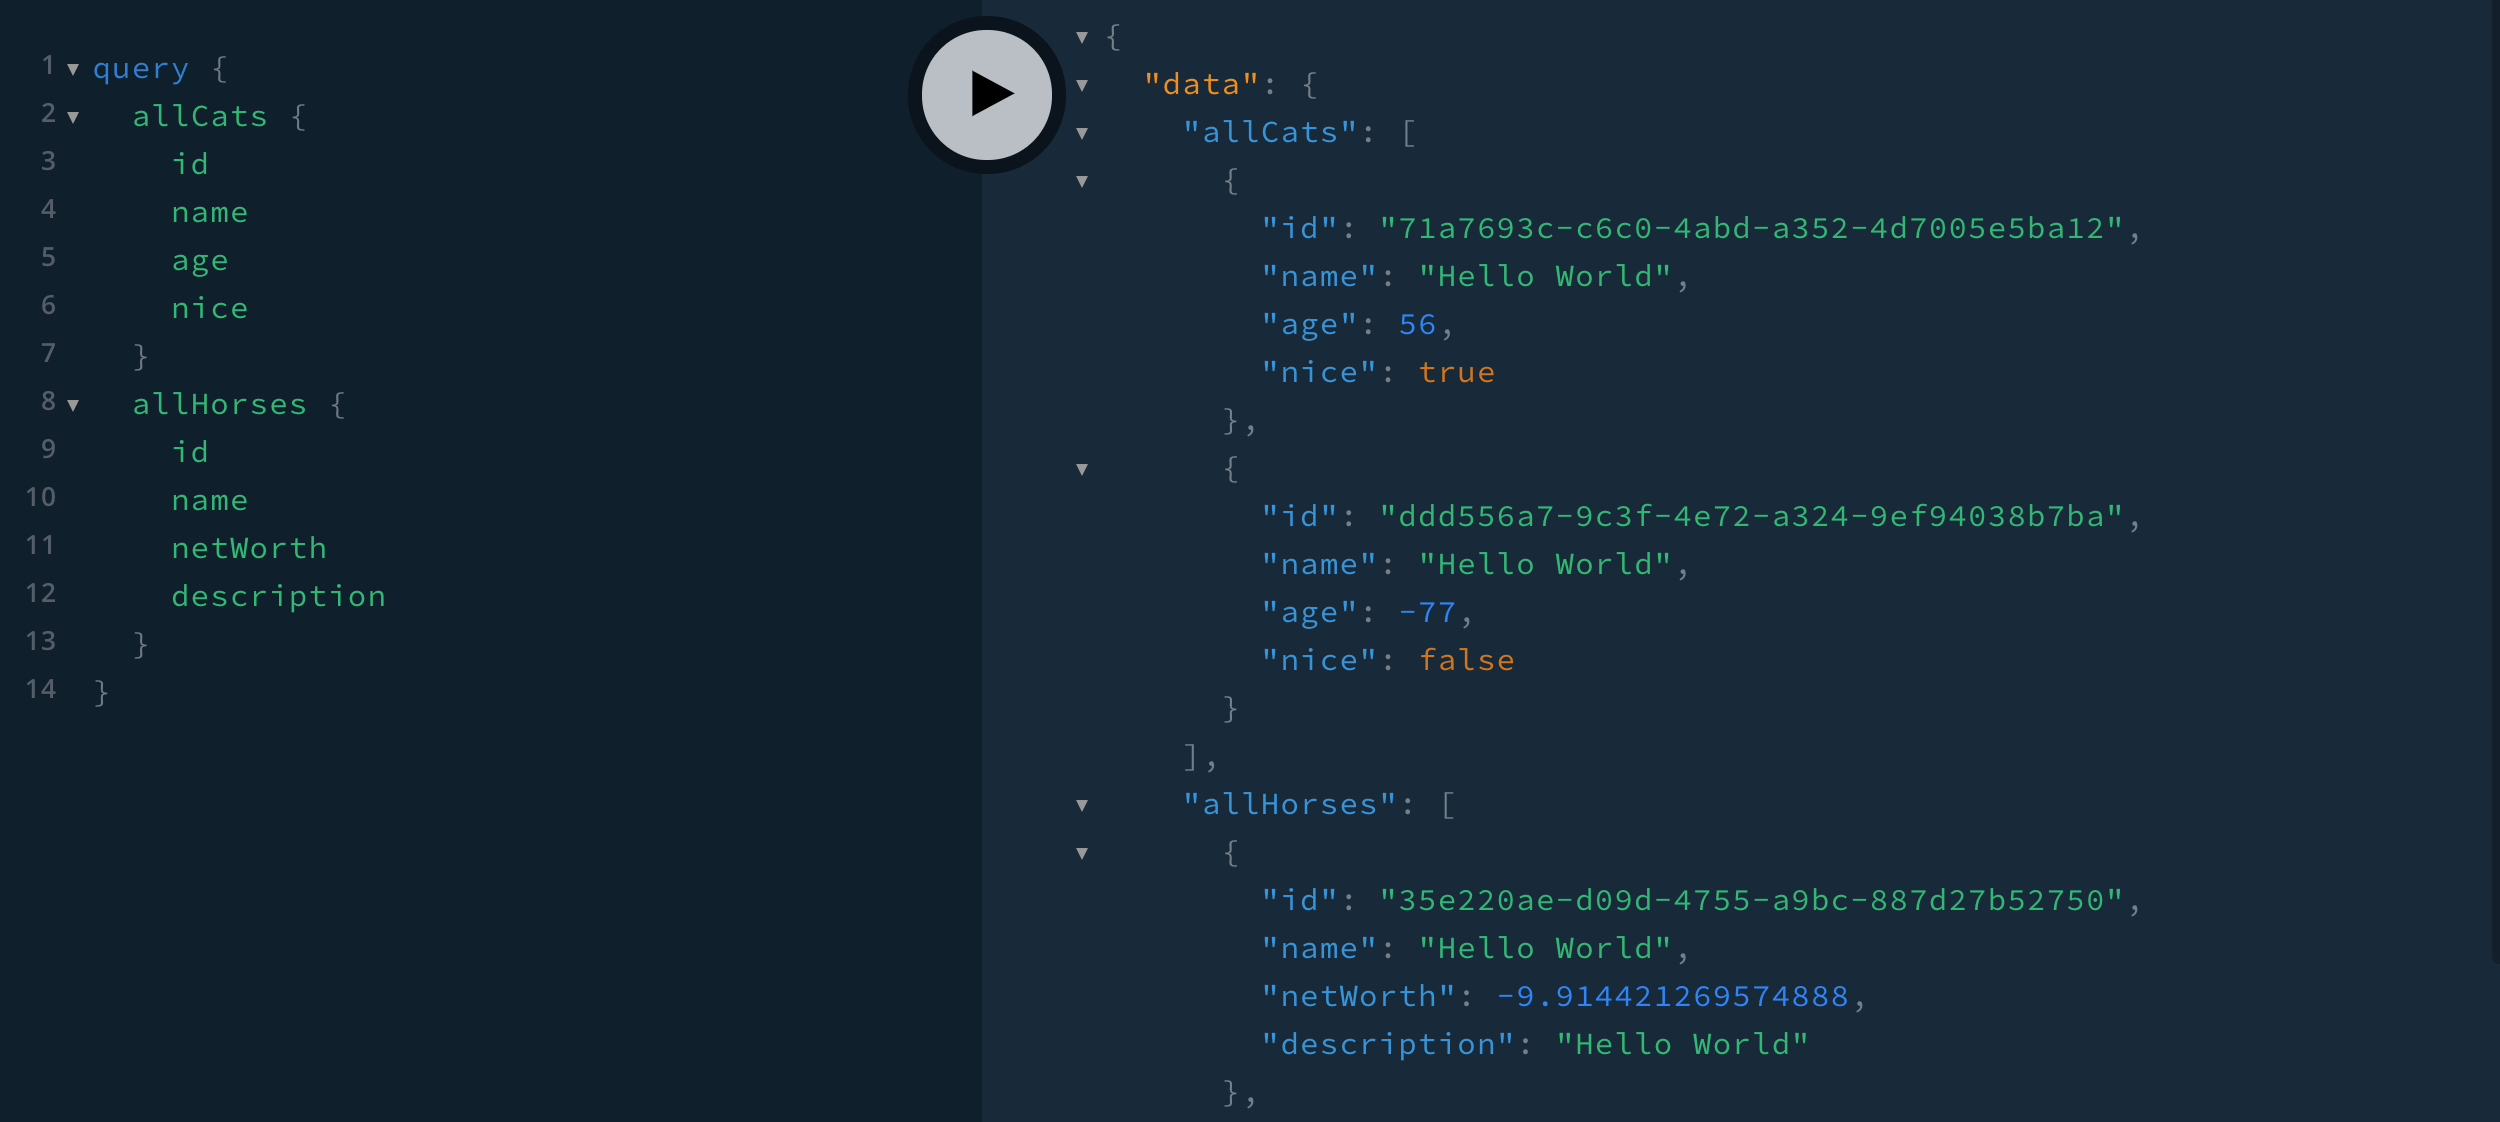 1 query {
2 allCats {
3 id
4 name
5 age
6 nice
7 }
8 allHorses {
9 id
10 name
11 netWorth
12 description
13 }
14 }
{
"data": {
"allCats": [
{
"id": "71a7693c-c6c0-4abd-a352-4d7005e5ba12",
"name": "Hello World",
"age": 56,
"nice": true
},
{
"id": "ddd556a7-9c3f-4e72-a324-9ef94038b7ba",
"name": "Hello World",
"age": -77,
"nice": false
}
],
"allHorses": [
{
"id": "35e220ae-d09d-4755-a9bc-887d27b52750",
"name": "Hello World",
"netWorth": -9.914421269574888,
"description": "Hello World"
},